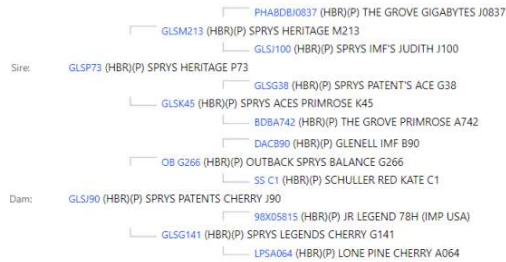 PHABDBJ0837 (HBR)(P) THE GROVE GIGABYTES J0837
GLSM213 (HBR)(P) SPRYS HERITAGE M213
GLSJ100 (HBR)(P) SPRYS IMF'S JUDITH J100
Sire: GLSP73 (HBR)(P) SPRYS HERITAGE P73
GLSG38 (HBR)(P) SPRYS PATENT'S ACE G38
GLSK45 (HBR)(P) SPRYS ACES PRIMROSE K45
BDBA742 (HBR)(P) THE GROVE PRIMROSE A742
DACB90 (HBR)(P) GLENELL IMF B90
OB G266 (HBR)(P) OUTBACK SPRYS BALANCE G266
SS C1 (HBR)(P) SCHULLER RED KATE C1
Dam: GLSJ90 (HBR)(P) SPRYS PATENTS CHERRY J90
98X05815 (HBR)(P) JR LEGEND 78H (IMP USA)
GLSG141 (HBR)(P) SPRYS LEGENDS CHERRY G141
LPSA064 (HBR)(P) LONE PINE CHERRY A064